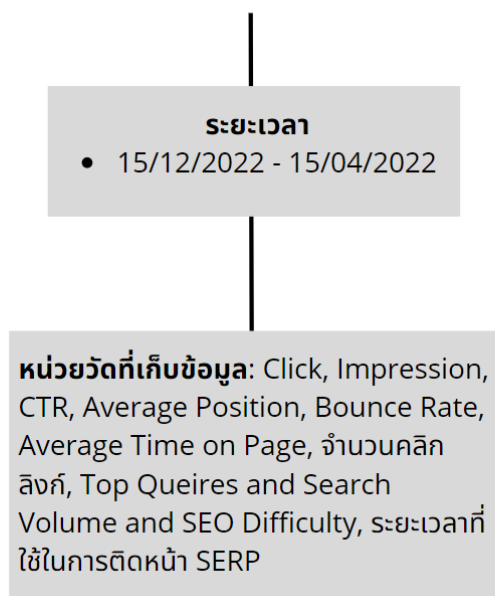 ระยะเวลา
• 15/12/2022 - 15/04/2022
หน่วยวัดที่เก็บข้อมูล: Click, Impression,
CTR, Average Position, Bounce Rate,
Average Time on Page, จำนวนคลิก
ลิงก์, Top Queires and Search
Volume and SEO Difficulty, ระยะเวลาที่
ใช้ในการติดหน้า SERP